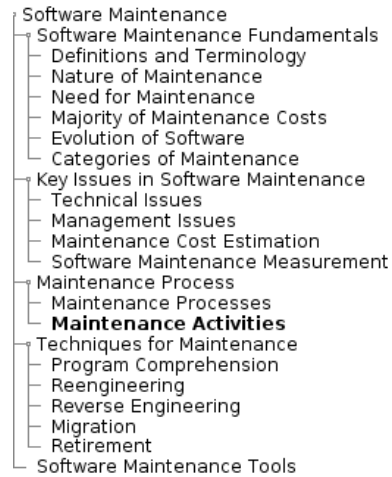 Software Maintenance
Software Maintenance Fundamentals
Definitions and Terminology
Nature of Maintenance
Need for Maintenance
Majority of Maintenance Costs
Evolution of Software
Categories of Maintenance
Key Issues in Software Maintenance
Technical Issues
Management Issues
Maintenance Cost Estimation
Software Maintenance Measurement
Maintenance Process
Maintenance Processes
Maintenance Activities
Techniques for Maintenance
Program Comprehension
Reengineering
Reverse Engineering
Migration
Retirement
Software Maintenance Tools